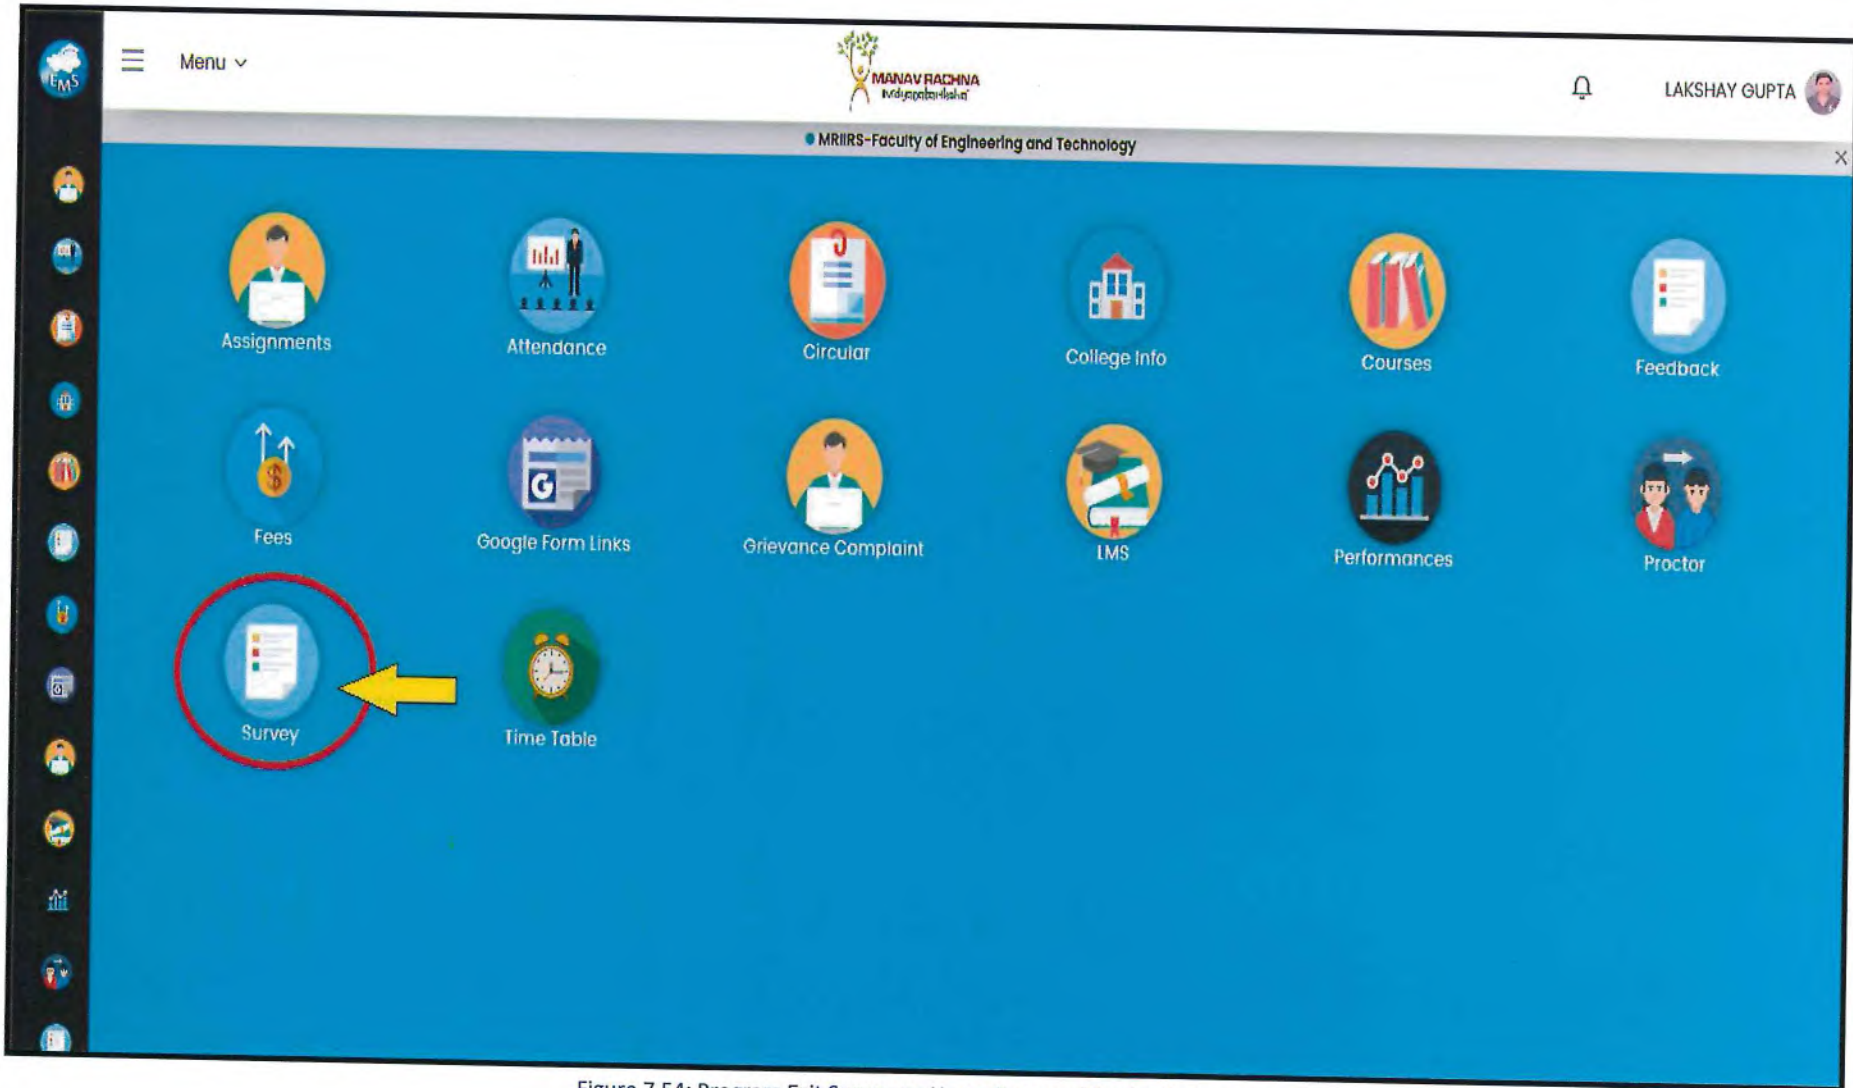 EMS
Menu
MANAV RACHNA
LAKSHAY GUPTA
MRIIRS-Faculty of Engineering and Technology
X
Assignments
Attendance
Circular
College Info
Courses
Feedback
Fees
Google Form Links
Grievance Complaint
LMS
Performances
Proctor
Survey
Time Table